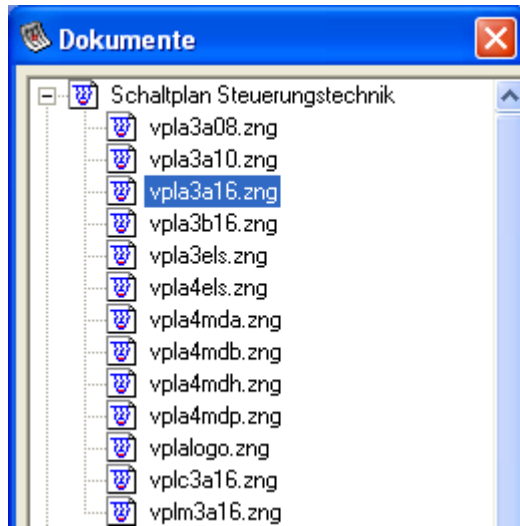 Dokumente
Schaltplan Steuerungstechnik
vpla3a08.zng
vpla3a10.zng
vpla3a16.zng
vpla3b16.zng
vpla3els.zng
vpla4els.zng
vpla4mda.zng
vpla4mdb.zng
vpla4mdh.zng
vpla4mdp.zng
vplalogo.zng
vplc3a16.zng
vplm3a16.zng